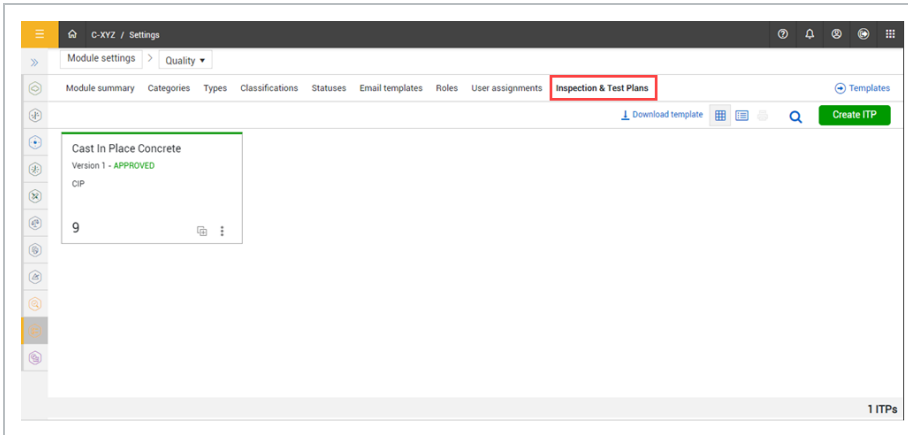 C-XYZ / Settings
Module settings > Quality ▾
Module summary Categories Types Classifications Statuses Email templates Roles User assignments Inspection & Test Plans Templates
Download template Create ITP
Cast In Place Concrete
Version 1 - APPROVED
CIP
9
1 ITPs